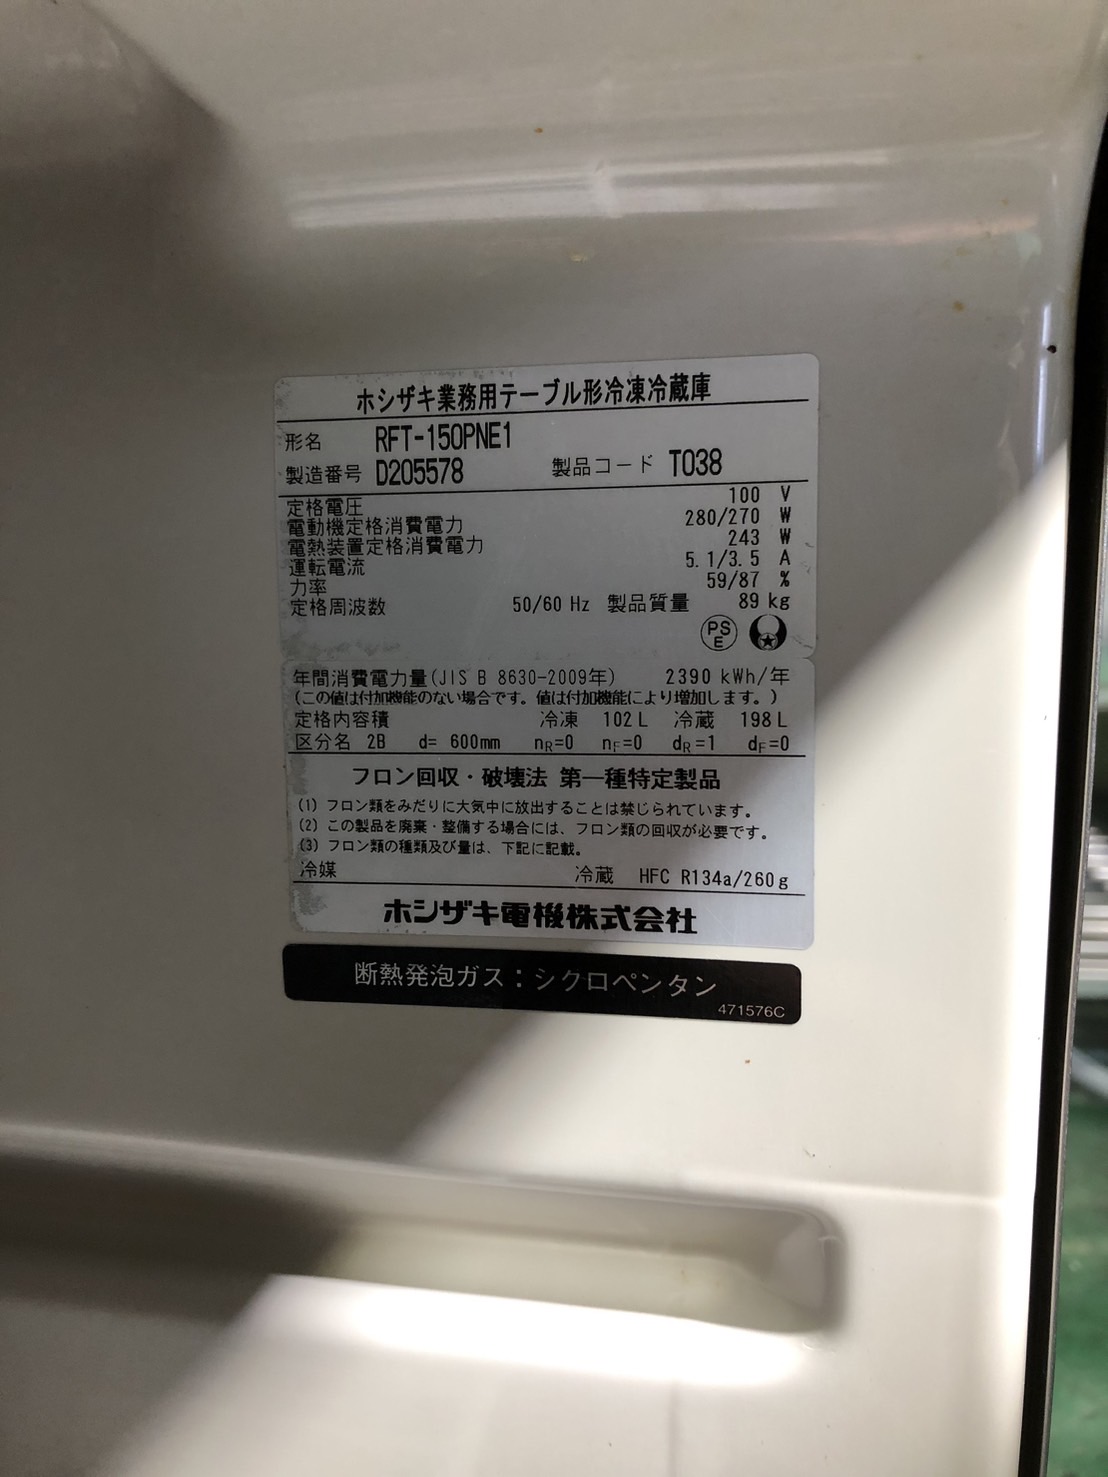 ホシザキ業務用テーブル形冷凍冷蔵庫
形名 RFT-150PNE1
製造番号 D205578 製品コード T038
定格電圧 100 V
電動機定格消費電力 280/270 W
電熱装置定格消費電力 243 W
運転電流 5.1/3.5 A
力率 59/87 %
定格周波数 50/60 Hz 製品質量 89 kg
PS
E
年間消費電力量(JIS B 8630-2009年) 2390 kWh/年
(この値は付加機能のない場合です。値は付加機能により増加します。)
定格内容積 冷凍 102 L 冷蔵 198 L
区分名 2B d= 600mm nR=0 nF=0 dR=1 dF=0
フロン回収・破壊法 第一種特定製品
(1) フロン類をみだりに大気中に放出することは禁じられています。
(2) この製品を廃棄・整備する場合には、フロン類の回収が必要です。
(3) フロン類の種類及び量は、下記に記載。
冷媒 冷蔵 HFC R134a/260g
ホシザキ電機株式会社
断熱発泡ガス：シクロペンタン
471576C